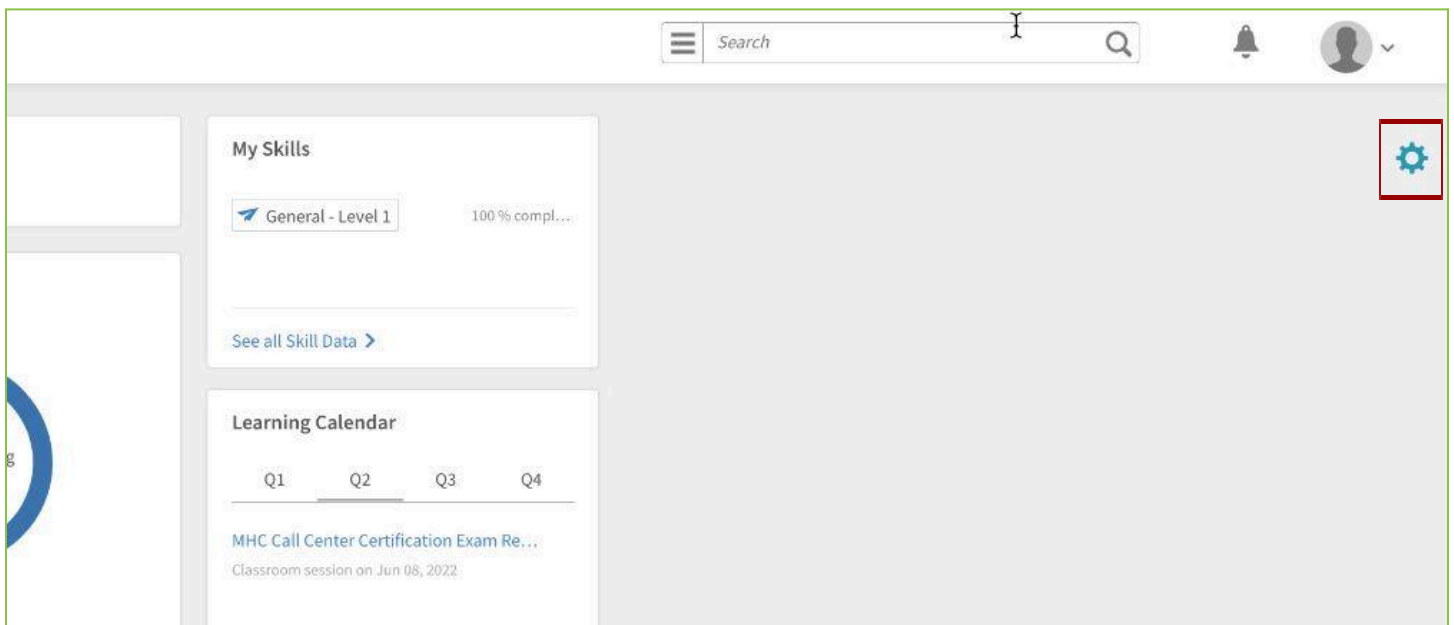 Search
My Skills
General - Level 1
100 % compl...
See all Skill Data
Learning Calendar
g
Q1 Q2 Q3 Q4
MHC Call Center Certification Exam Re...
Classroom session on Jun 08, 2022